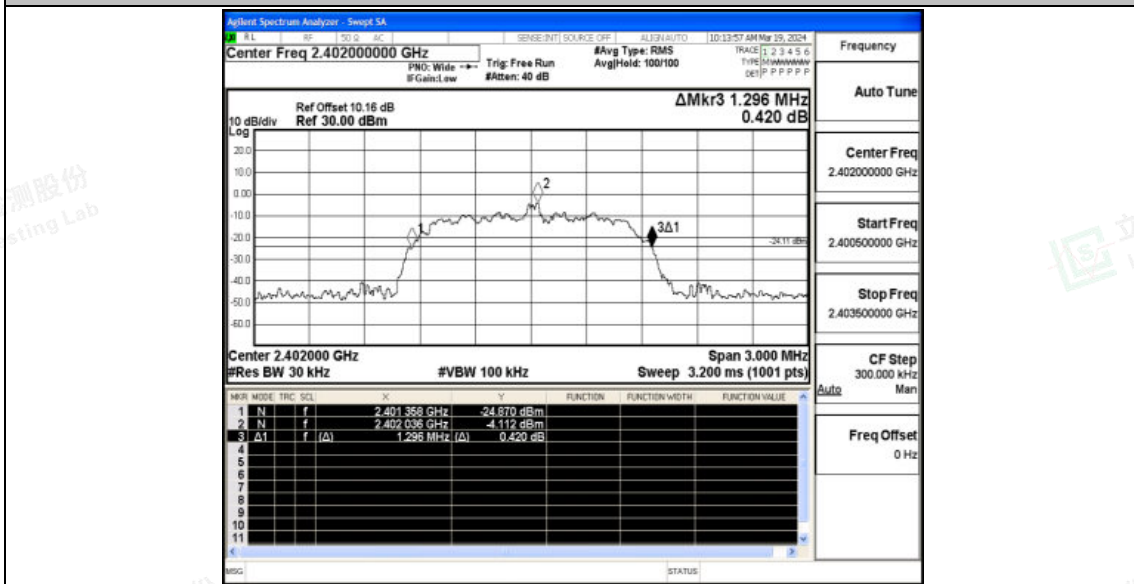 Agilent Spectrum Analyzer - Swept SA
RL RF 50 Ω AC SENSE:INT SOURCE OFF ALIGN AUTO 10:13:57 AM Mar 19, 2024
Center Freq 2.402000000 GHz
PNO: Wide
IFGain:Low
Trig: Free Run
#Atten: 40 dB
#Avg Type: RMS
Avg|Hold: 100/100
TRACE 1 2 3 4 5 6
TYPE MWWWWW
DET P P P P P P
Ref Offset 10.16 dB
10 dB/div Ref 30.00 dBm
ΔMkr3 1.296 MHz
0.420 dB
Log
20.0
10.0
0.00
-10.0
-20.0
-30.0
-40.0
-50.0
-60.0
1
2
3Δ1
-24.11 dBm
Center 2.402000 GHz Span 3.000 MHz
#Res BW 30 kHz #VBW 100 kHz Sweep 3.200 ms (1001 pts)
MKR MODE TRC SCL X Y FUNCTION FUNCTION WIDTH FUNCTION VALUE
1 N f 2.401 358 GHz -24.870 dBm
2 N f 2.402 036 GHz -4.112 dBm
3 Δ1 f (Δ) 1.296 MHz (Δ) 0.420 dB
4
5
6
7
8
9
10
11
MSG STATUS
Frequency
Auto Tune
Center Freq
2.402000000 GHz
Start Freq
2.400500000 GHz
Stop Freq
2.403500000 GHz
CF Step
300.000 kHz
Auto Man
Freq Offset
0 Hz
测股份
sting Lab
立